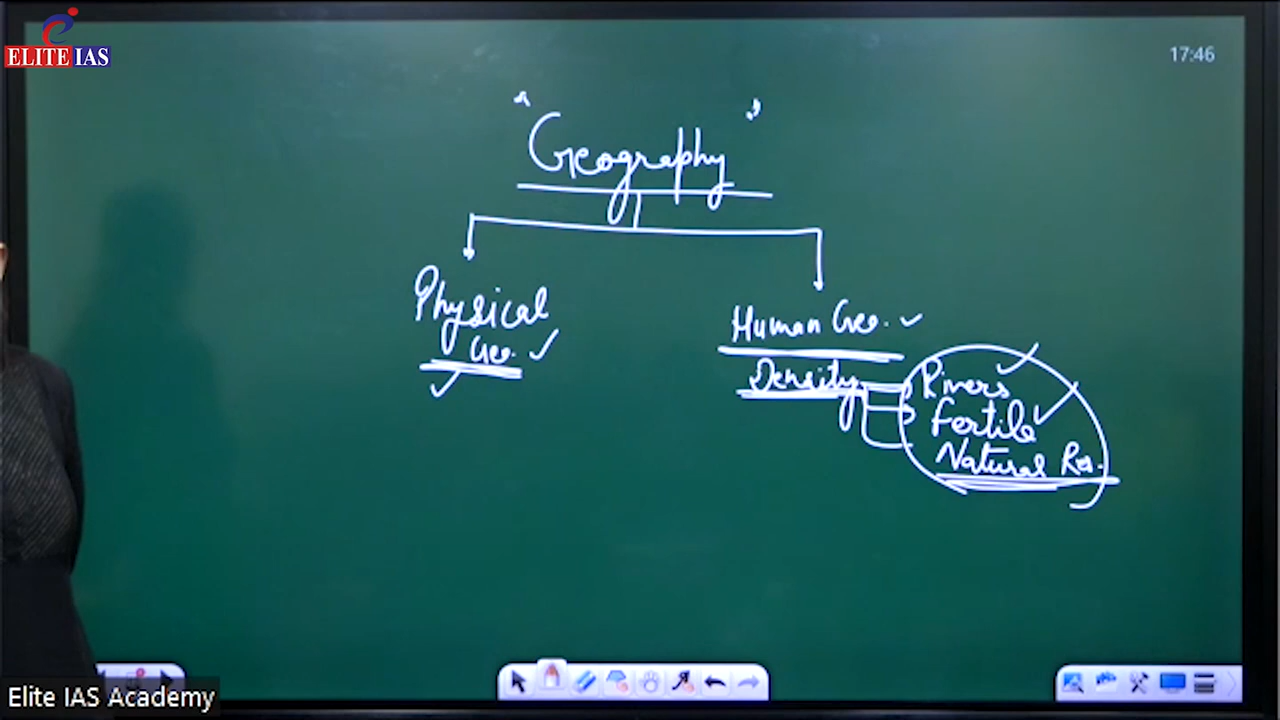 ELITE IAS
17:46
"Geography"
Physical
Geo.
Human Geo.
Density
Rivers
Fertile
Natural Res.
Elite IAS Academy